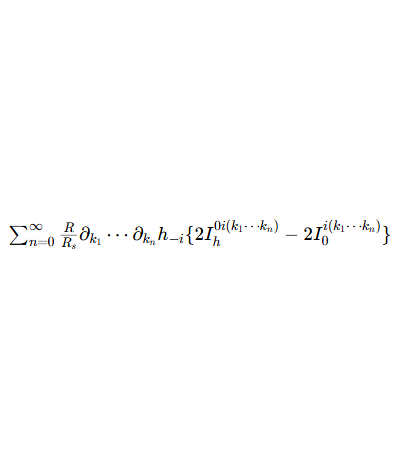 $\sum_{n=0}^{\infty} \frac{R}{R_s} \partial_{k_1} \cdots \partial_{k_n} h_{-i} \{ 2 I_h^{0i(k_1 \cdots k_n)} - 2 I_0^{i(k_1 \cdots k_n)} \}$